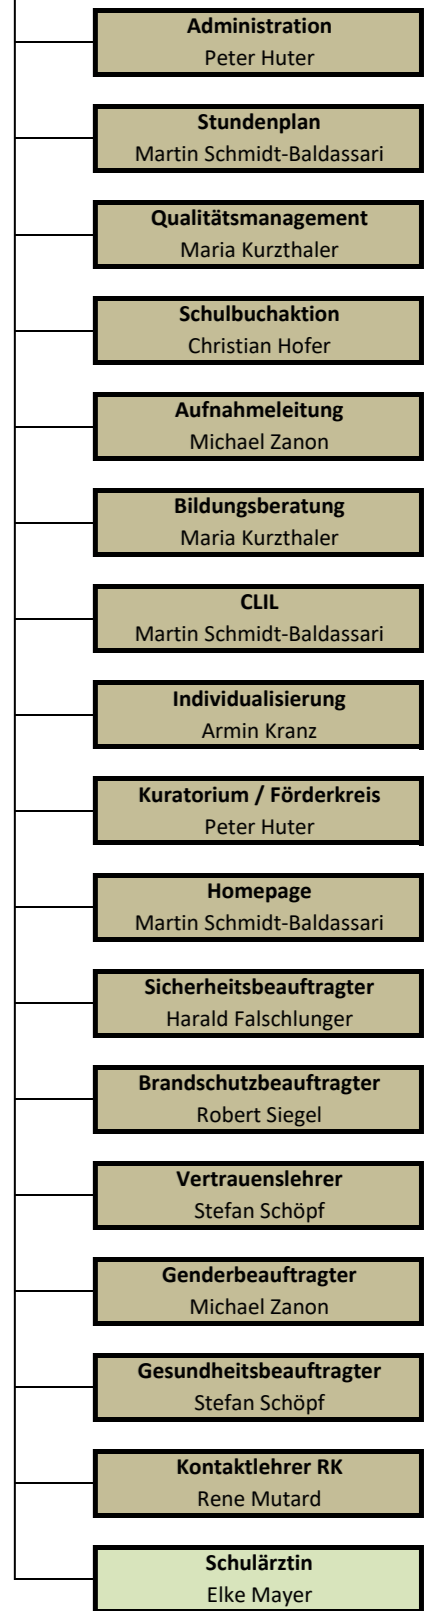 Administration
Peter Huter
Stundenplan
Martin Schmidt-Baldassari
Qualitätsmanagement
Maria Kurzthaler
Schulbuchaktion
Christian Hofer
Aufnahmeleitung
Michael Zanon
Bildungsberatung
Maria Kurzthaler
CLIL
Martin Schmidt-Baldassari
Individualisierung
Armin Kranz
Kuratorium / Förderkreis
Peter Huter
Homepage
Martin Schmidt-Baldassari
Sicherheitsbeauftragter
Harald Falschlunger
Brandschutzbeauftragter
Robert Siegel
Vertrauenslehrer
Stefan Schöpf
Genderbeauftragter
Michael Zanon
Gesundheitsbeauftragter
Stefan Schöpf
Kontaktlehrer RK
Rene Mutard
Schulärztin
Elke Mayer